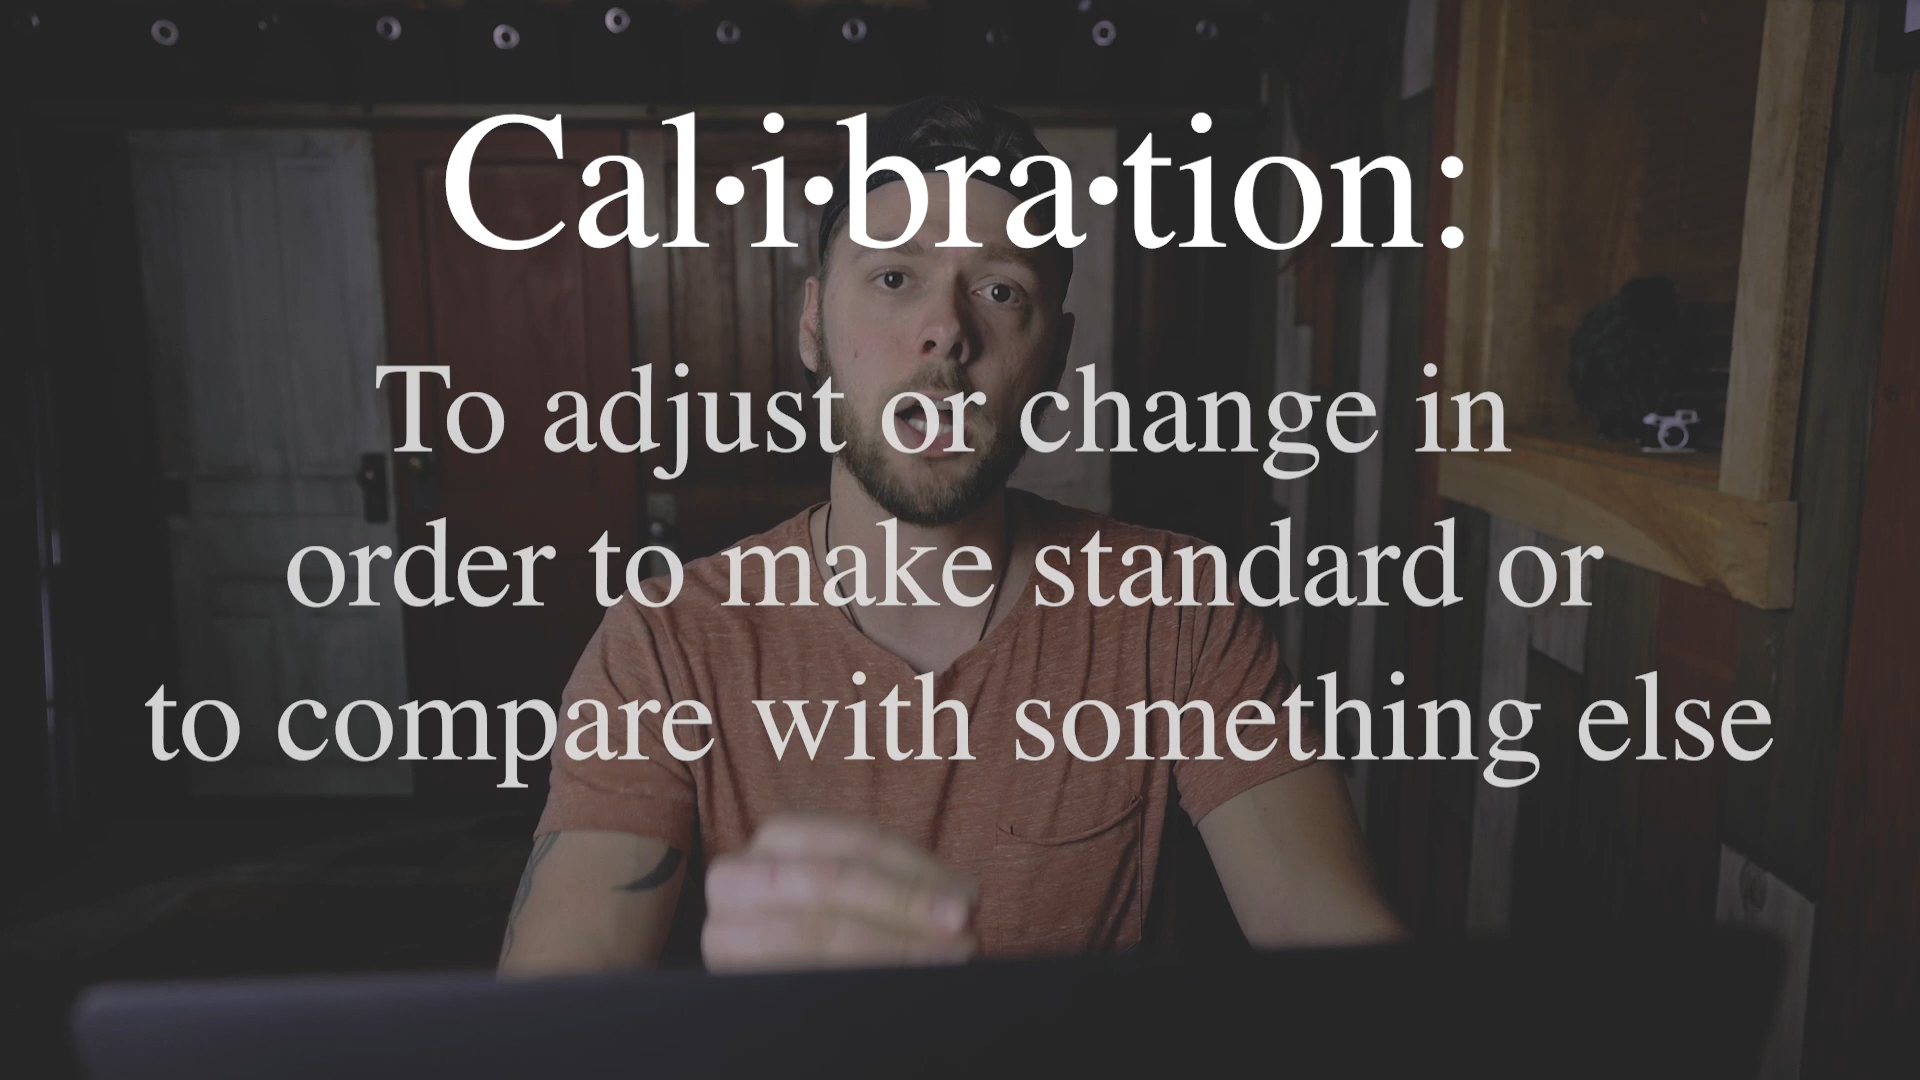 Cal·i·bra·tion:
To adjust or change in
order to make standard or
to compare with something else